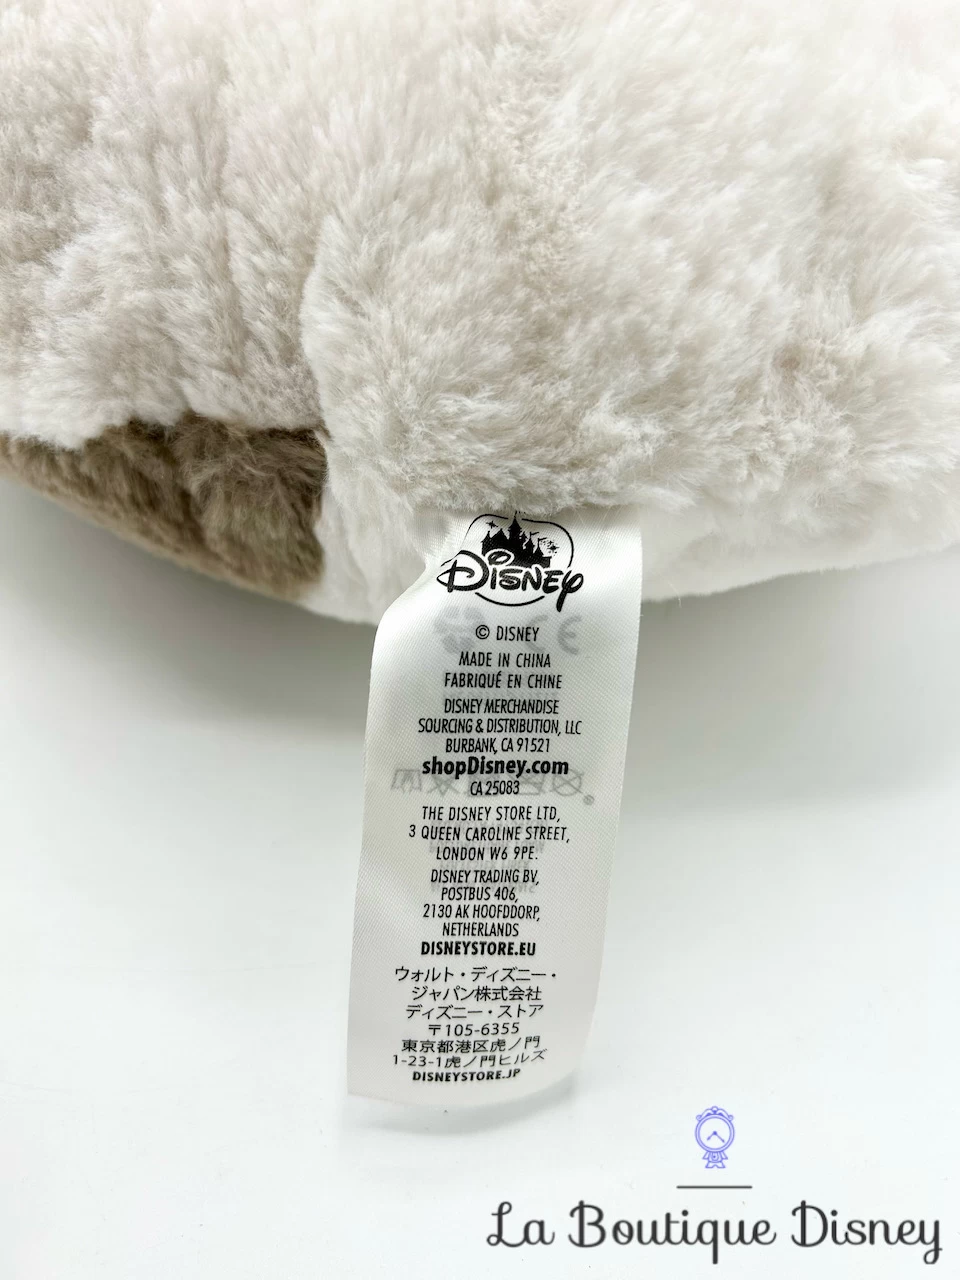 DISNEY
© DISNEY
MADE IN CHINA
FABRIQUÉ EN CHINE
DISNEY MERCHANDISE
SOURCING & DISTRIBUTION, LLC
BURBANK, CA 91521
shopDisney.com
CA 25083
THE DISNEY STORE LTD,
3 QUEEN CAROLINE STREET,
LONDON W6 9PE.
DISNEY TRADING BV,
POSTBUS 406,
2130 AK HOOFDDORP,
NETHERLANDS
DISNEYSTORE.EU
ウォルト・ディズニー・
ジャパン株式会社
ディズニー・ストア
〒105-6355
東京都港区虎ノ門
1-23-1虎ノ門ヒルズ
DISNEYSTORE.JP
La Boutique Disney